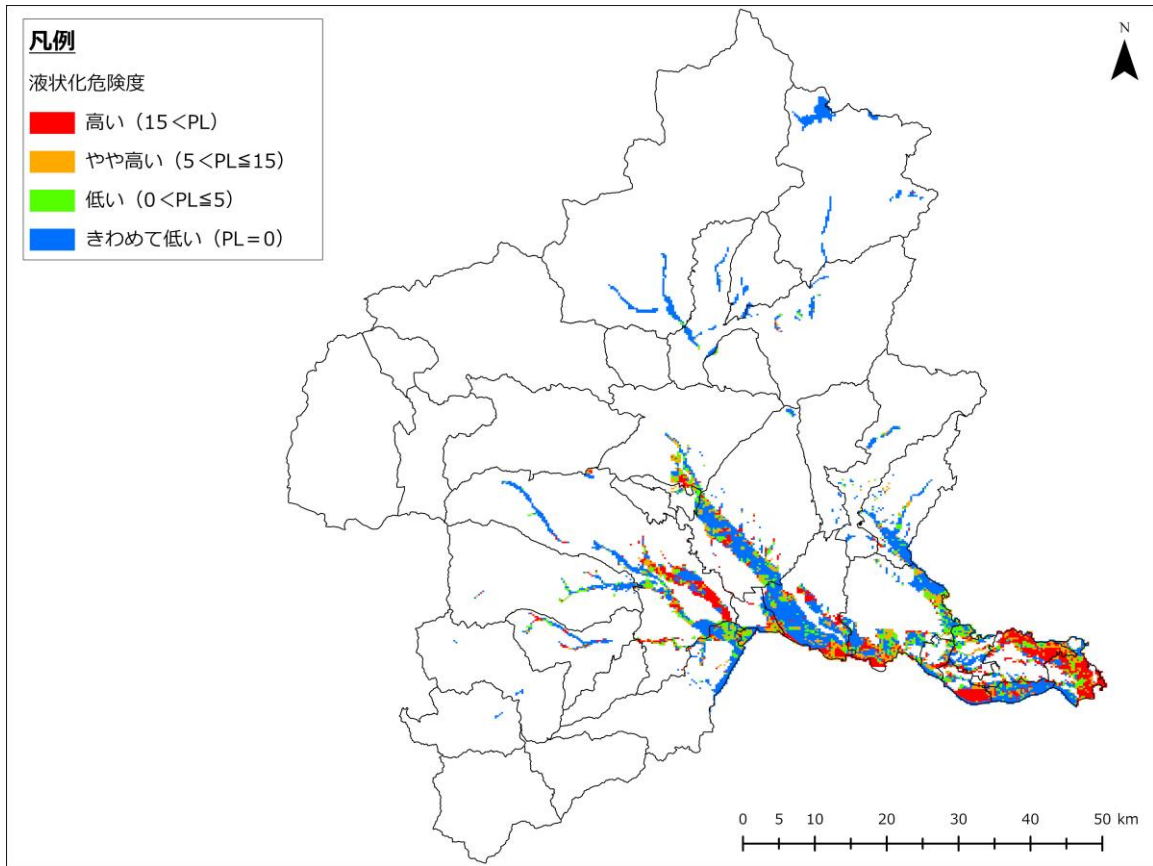 凡例
液状化危険度
高い（15＜PL）
やや高い（5＜PL≦15）
低い（0＜PL≦5）
きわめて低い（PL＝0）
N
0 5 10 20 30 40 50 km